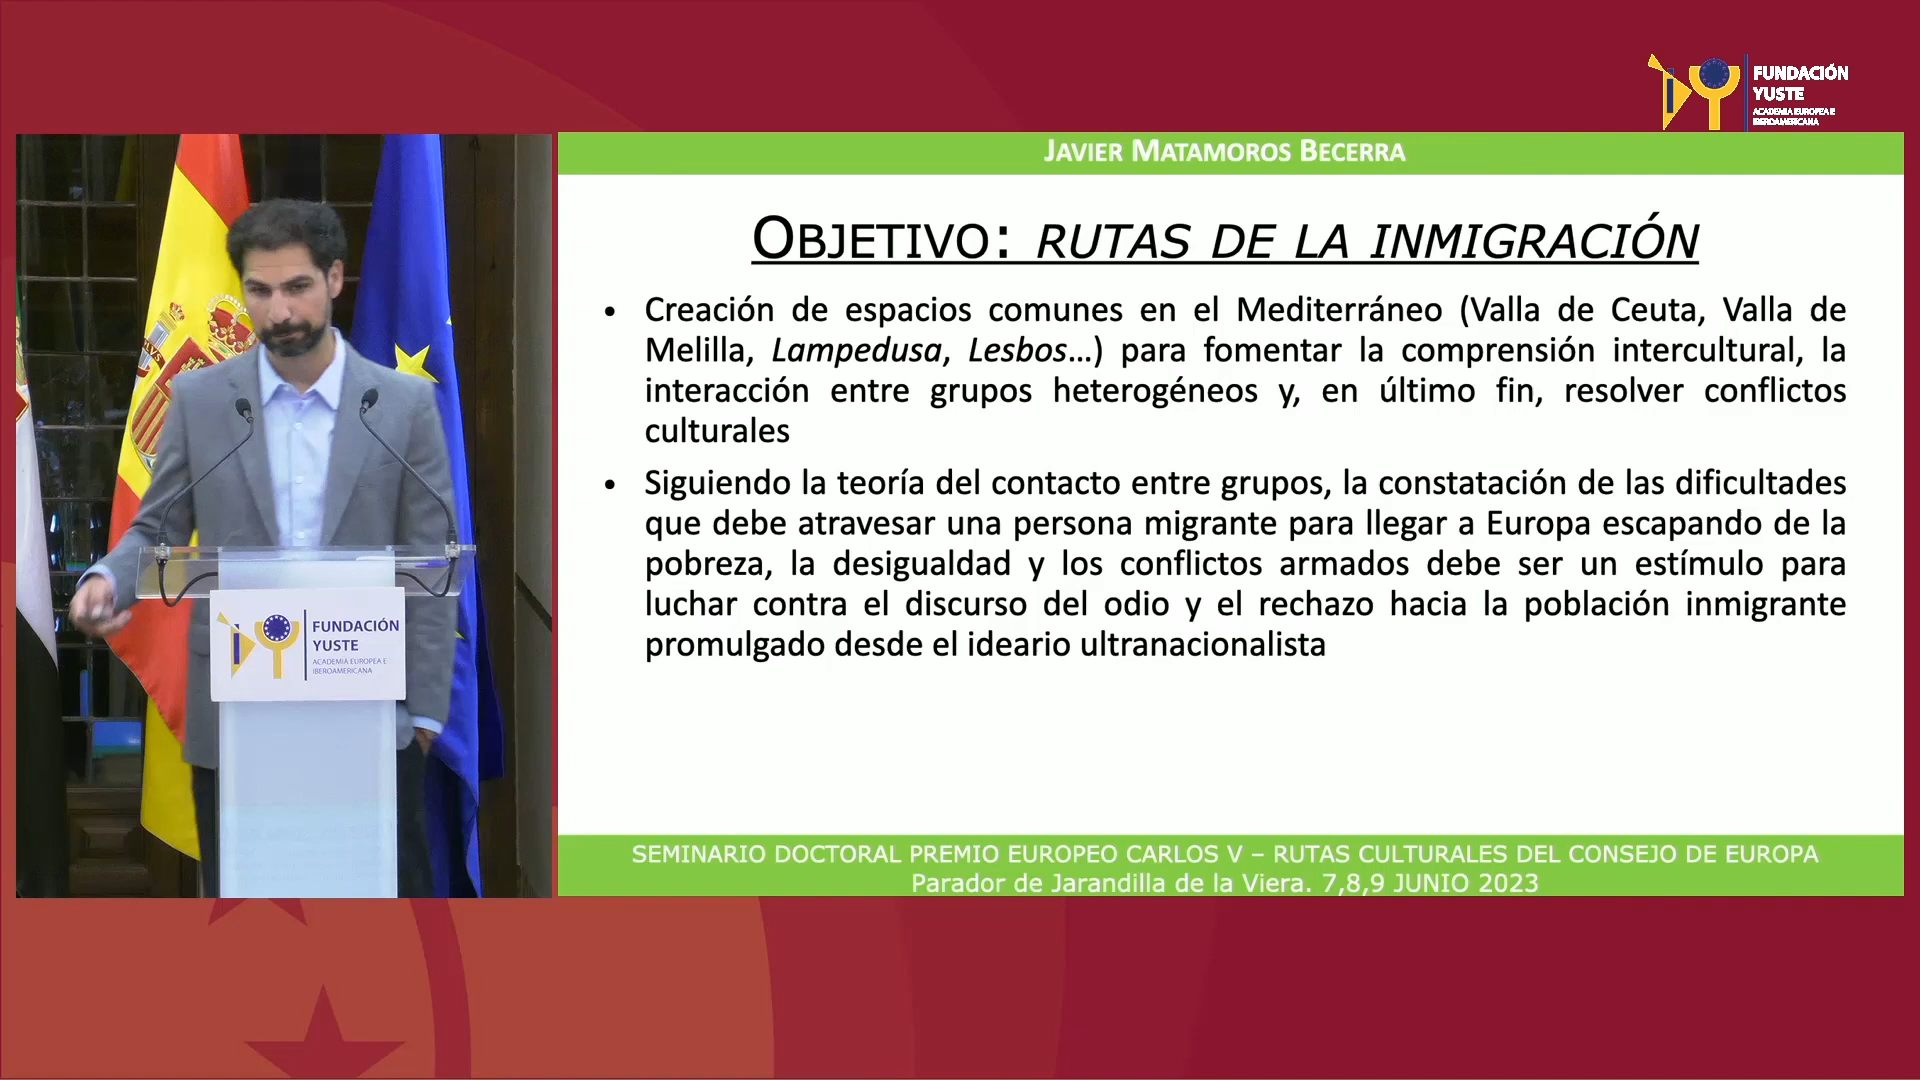 FUNDACIÓN
YUSTE
ACADEMIA EUROPEA E
IBEROAMERICANA
JAVIER MATAMOROS BECERRA
OBJETIVO: RUTAS DE LA INMIGRACIÓN
• Creación de espacios comunes en el Mediterráneo (Valla de Ceuta, Valla de
Melilla, Lampedusa, Lesbos…) para fomentar la comprensión intercultural, la
interacción entre grupos heterogéneos y, en último fin, resolver conflictos
culturales
• Siguiendo la teoría del contacto entre grupos, la constatación de las dificultades
que debe atravesar una persona migrante para llegar a Europa escapando de la
pobreza, la desigualdad y los conflictos armados debe ser un estímulo para
luchar contra el discurso del odio y el rechazo hacia la población inmigrante
promulgado desde el ideario ultranacionalista
SEMINARIO DOCTORAL PREMIO EUROPEO CARLOS V – RUTAS CULTURALES DEL CONSEJO DE EUROPA
Parador de Jarandilla de la Viera. 7,8,9 JUNIO 2023
FUNDACIÓN
YUSTE
ACADEMIA EUROPEA E
IBEROAMERICANA